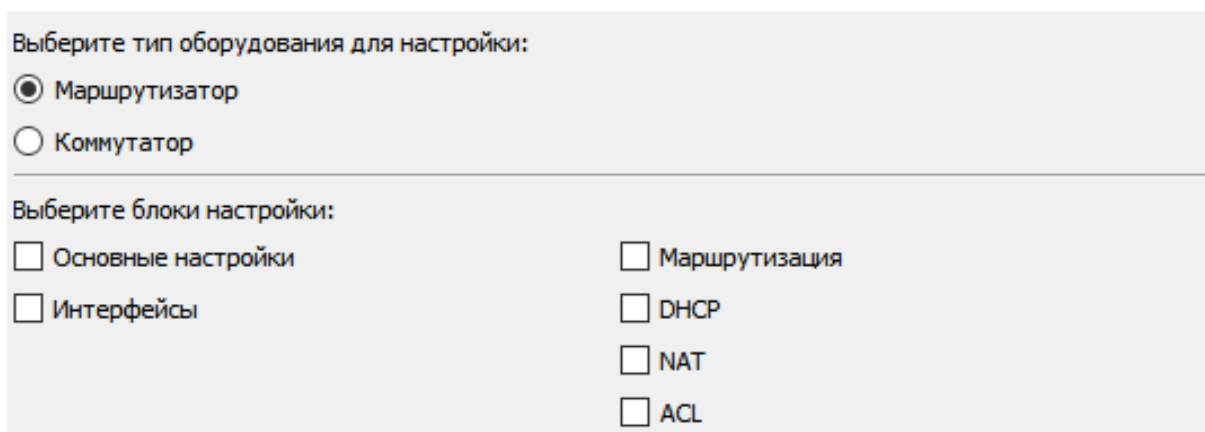 Выберите тип оборудования для настройки:
Маршрутизатор
Коммутатор
Выберите блоки настройки:
Основные настройки
Интерфейсы
Маршрутизация
DHCP
NAT
ACL